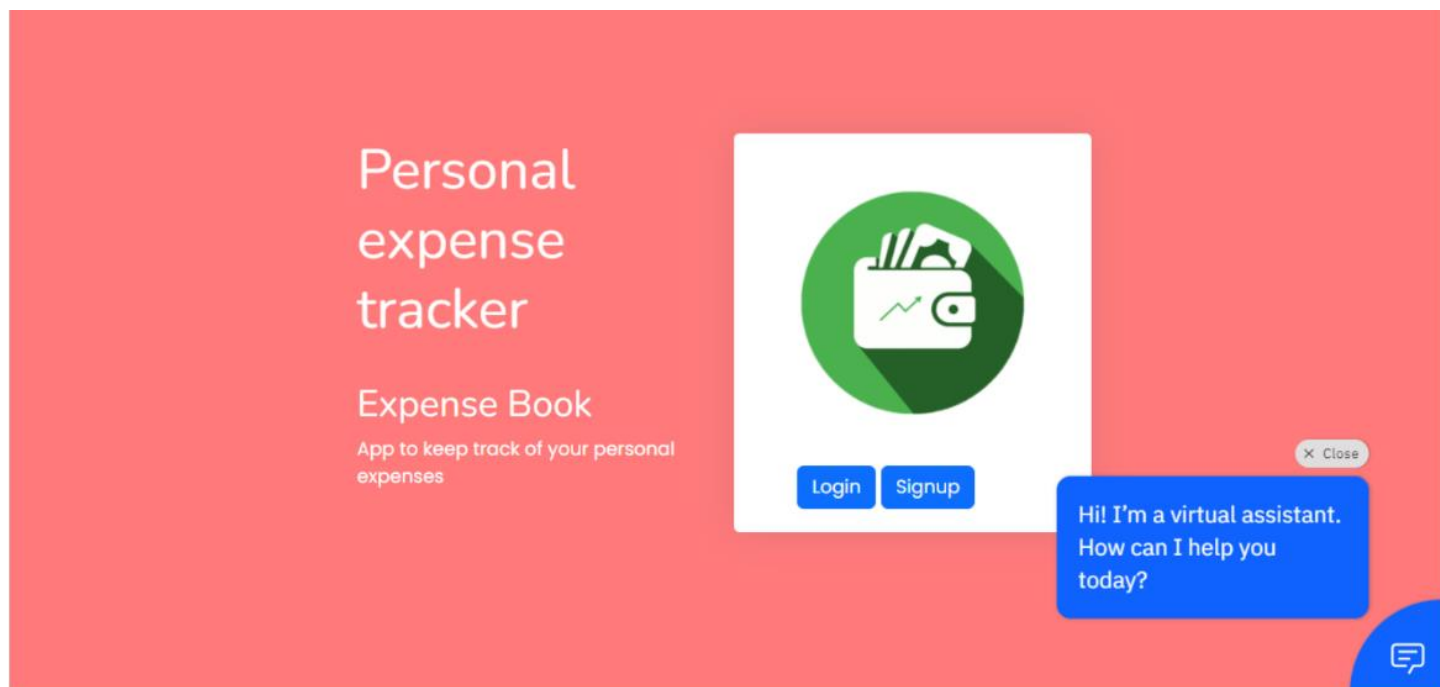 Personal
expense
tracker
Expense Book
App to keep track of your personal
expenses
Login Signup
× Close
Hi! I'm a virtual assistant.
How can I help you
today?